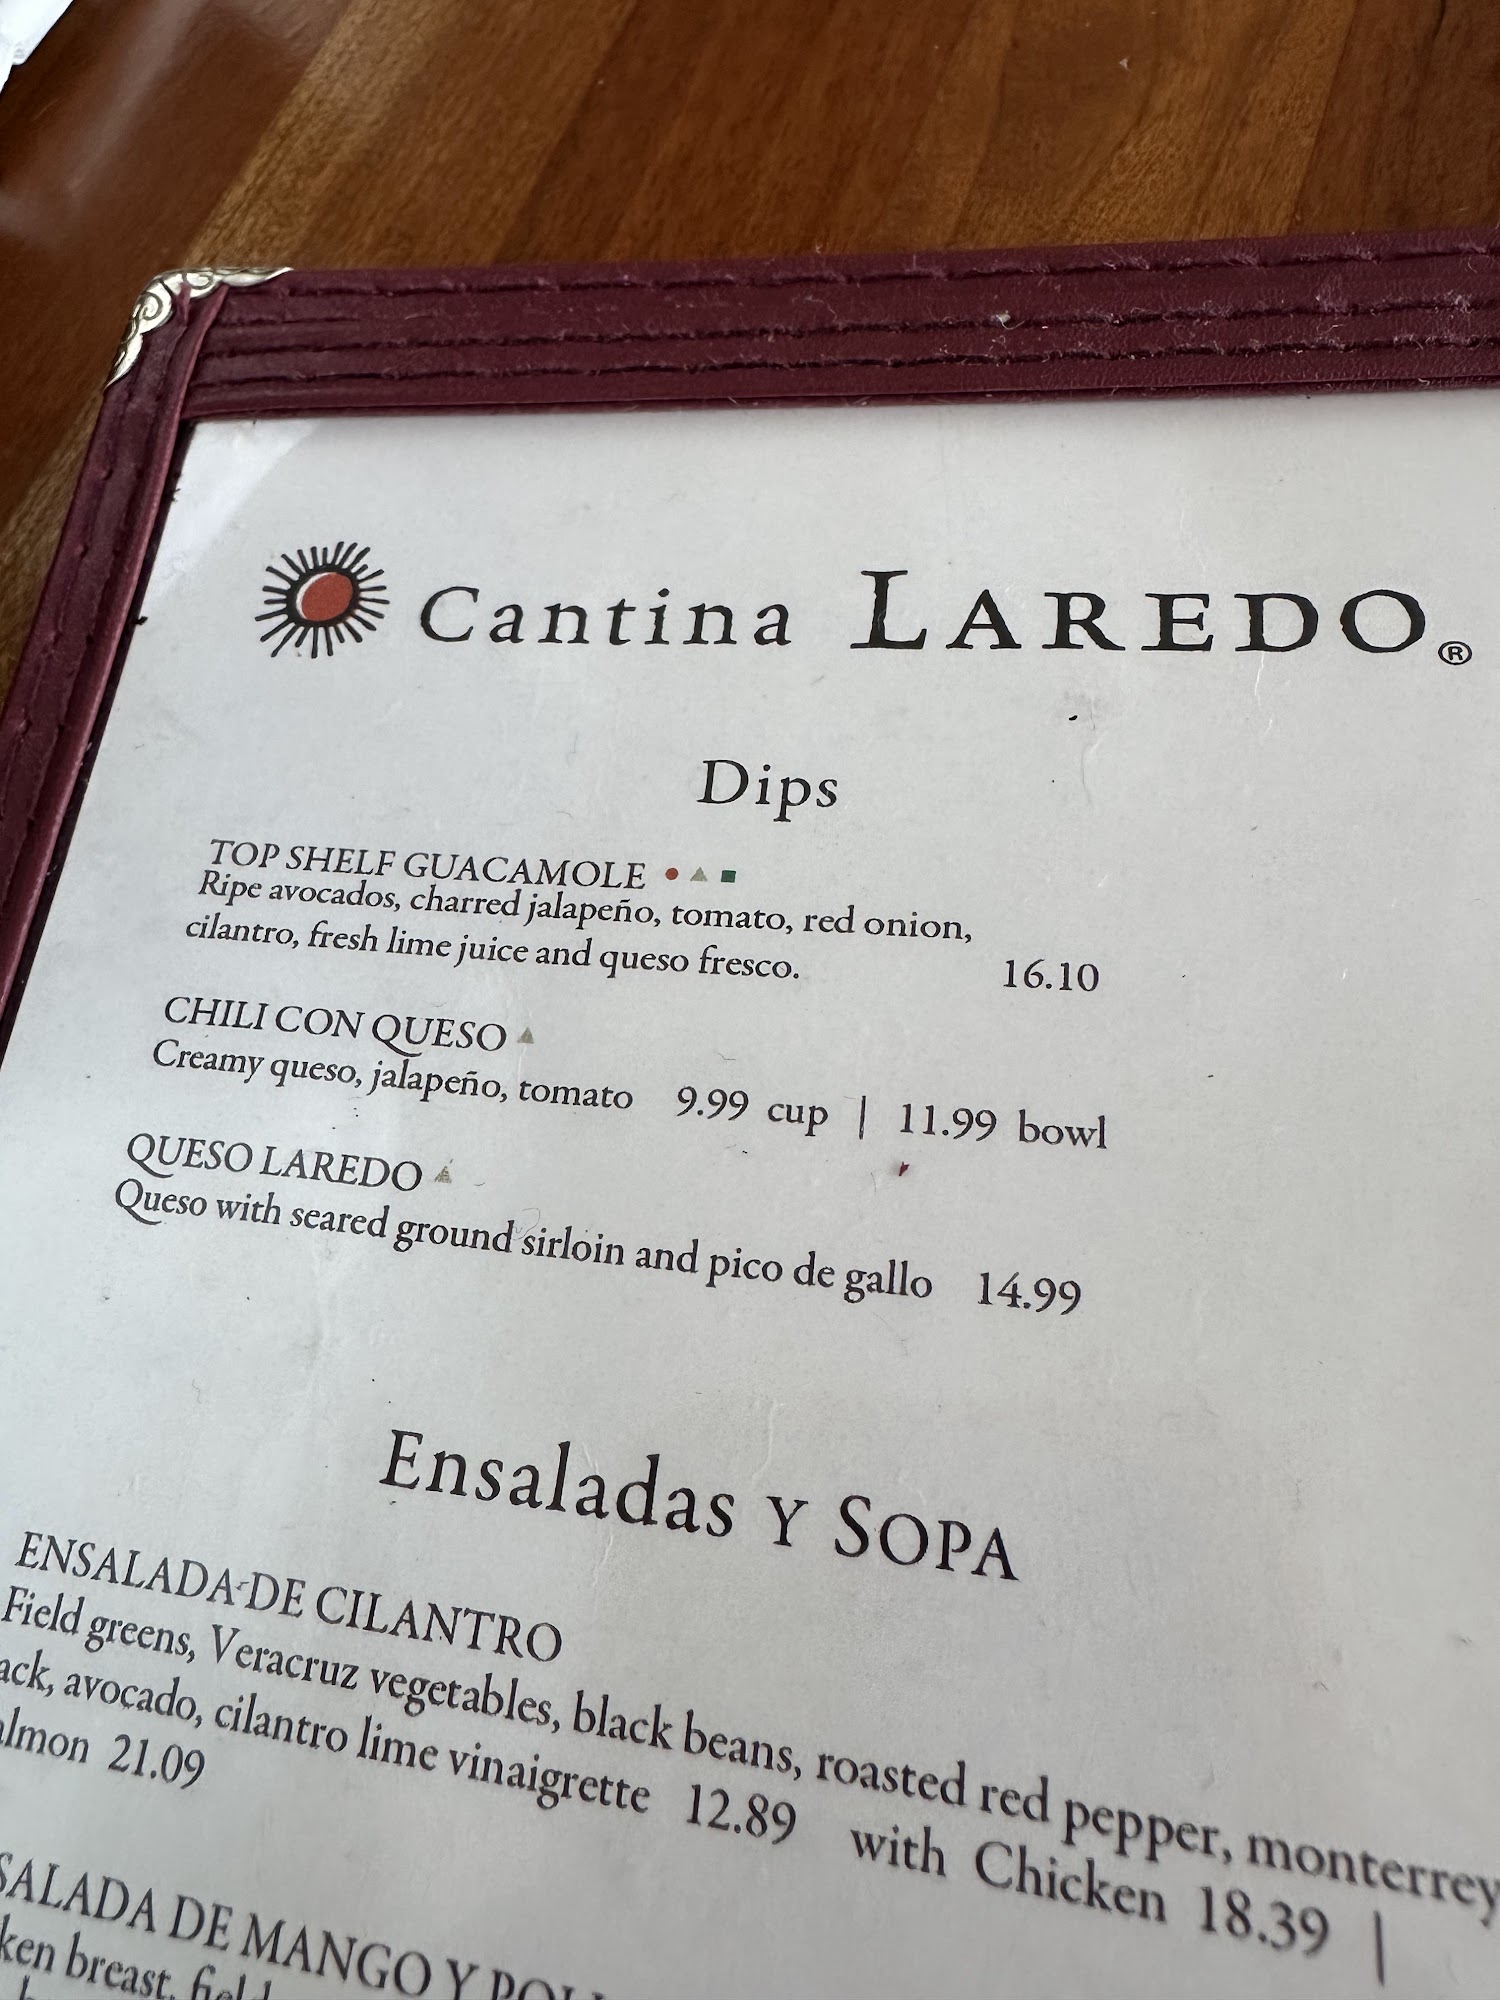 Cantina LAREDO®
Dips
TOP SHELF GUACAMOLE
Ripe avocados, charred jalapeño, tomato, red onion,
cilantro, fresh lime juice and queso fresco. 16.10
CHILI CON QUESO
Creamy queso, jalapeño, tomato 9.99 cup | 11.99 bowl
QUESO LAREDO
Queso with seared ground sirloin and pico de gallo 14.99
Ensaladas Y SOPA
ENSALADA DE CILANTRO
Field greens, Veracruz vegetables, black beans, roasted red pepper, monterrey
avocado, cilantro lime vinaigrette 12.89 with Chicken 18.39 |
21.09
DE MANGO Y
breast,